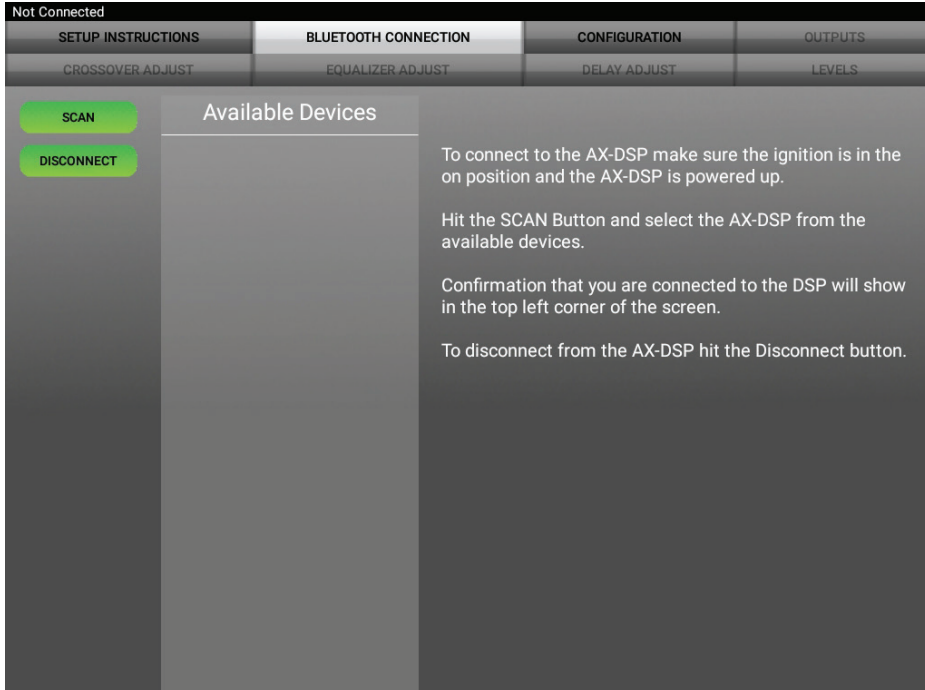 Not Connected
SETUP INSTRUCTIONS BLUETOOTH CONNECTION CONFIGURATION OUTPUTS
CROSSOVER ADJUST EQUALIZER ADJUST DELAY ADJUST LEVELS
SCAN
DISCONNECT
Available Devices
To connect to the AX-DSP make sure the ignition is in the
on position and the AX-DSP is powered up.
Hit the SCAN Button and select the AX-DSP from the
available devices.
Confirmation that you are connected to the DSP will show
in the top left corner of the screen.
To disconnect from the AX-DSP hit the Disconnect button.